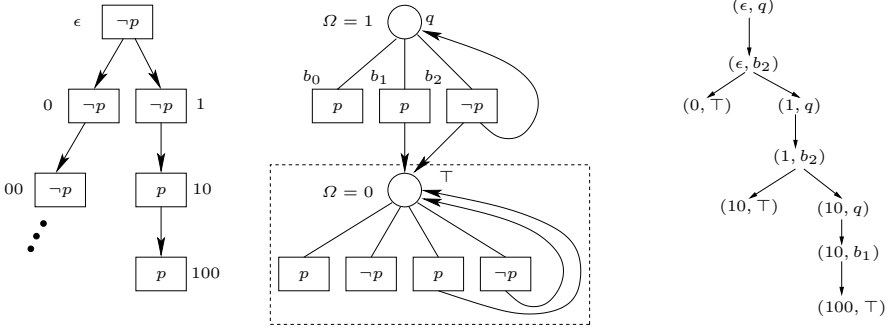 ϵ ¬p
0 ¬p ¬p 1
00 ¬p p 10
p 100
Ω = 1 q
b₀ b₁ b₂
p p ¬p
Ω = 0 ⊤
p ¬p p ¬p
(ϵ, q)
(ϵ, b₂)
(0, ⊤) (1, q)
(1, b₂)
(10, ⊤) (10, q)
(10, b₁)
(100, ⊤)